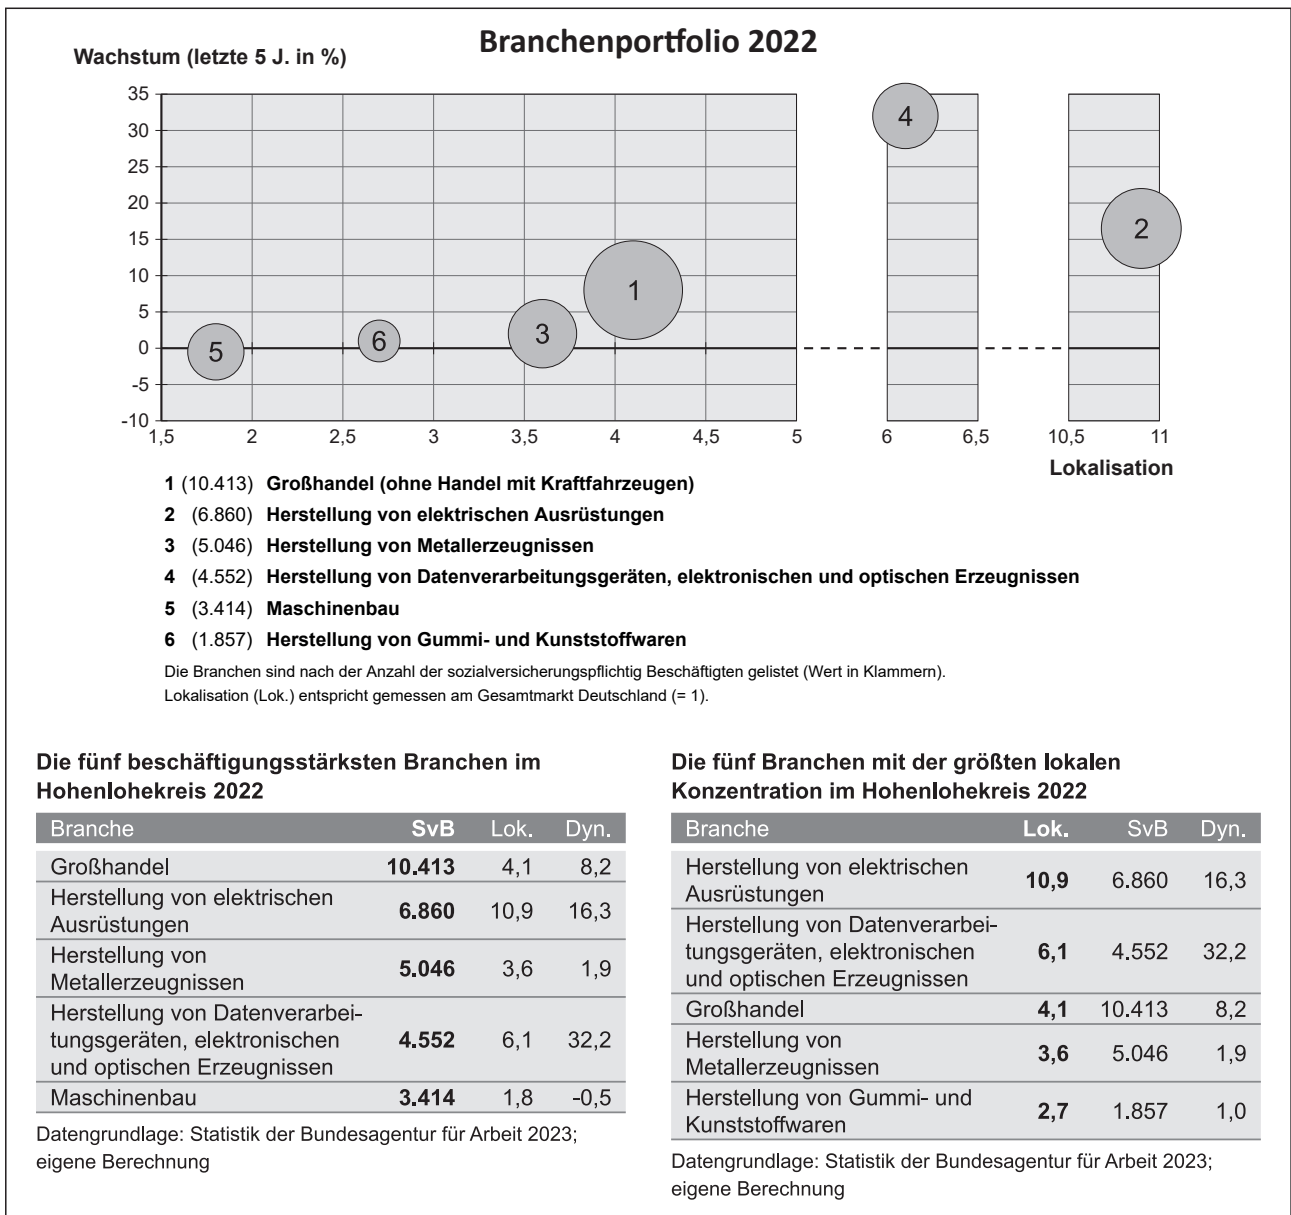 Branchenportfolio 2022
Wachstum (letzte 5 J. in %)
35
30
25
20
15
10
5
0
-5
-10
4
2
1
3
6
5
1,5 2 2,5 3 3,5 4 4,5 5 6 6,5 10,5 11
Lokalisation
1 (10.413) Großhandel (ohne Handel mit Kraftfahrzeugen)
2 (6.860) Herstellung von elektrischen Ausrüstungen
3 (5.046) Herstellung von Metallerzeugnissen
4 (4.552) Herstellung von Datenverarbeitungsgeräten, elektronischen und optischen Erzeugnissen
5 (3.414) Maschinenbau
6 (1.857) Herstellung von Gummi- und Kunststoffwaren
Die Branchen sind nach der Anzahl der sozialversicherungspflichtig Beschäftigten gelistet (Wert in Klammern).
Lokalisation (Lok.) entspricht gemessen am Gesamtmarkt Deutschland (= 1).
Die fünf beschäftigungsstärksten Branchen im
Hohenlohekreis 2022
Branche SvB Lok. Dyn.
Großhandel 10.413 4,1 8,2
Herstellung von elektrischen
Ausrüstungen 6.860 10,9 16,3
Herstellung von
Metallerzeugnissen 5.046 3,6 1,9
Herstellung von Datenverarbei-
tungsgeräten, elektronischen 4.552 6,1 32,2
und optischen Erzeugnissen
Maschinenbau 3.414 1,8 -0,5
Datengrundlage: Statistik der Bundesagentur für Arbeit 2023;
eigene Berechnung
Die fünf Branchen mit der größten lokalen
Konzentration im Hohenlohekreis 2022
Branche Lok. SvB Dyn.
Herstellung von elektrischen
Ausrüstungen 10,9 6.860 16,3
Herstellung von Datenverarbei-
tungsgeräten, elektronischen 6,1 4.552 32,2
und optischen Erzeugnissen
Großhandel 4,1 10.413 8,2
Herstellung von
Metallerzeugnissen 3,6 5.046 1,9
Herstellung von Gummi- und
Kunststoffwaren 2,7 1.857 1,0
Datengrundlage: Statistik der Bundesagentur für Arbeit 2023;
eigene Berechnung